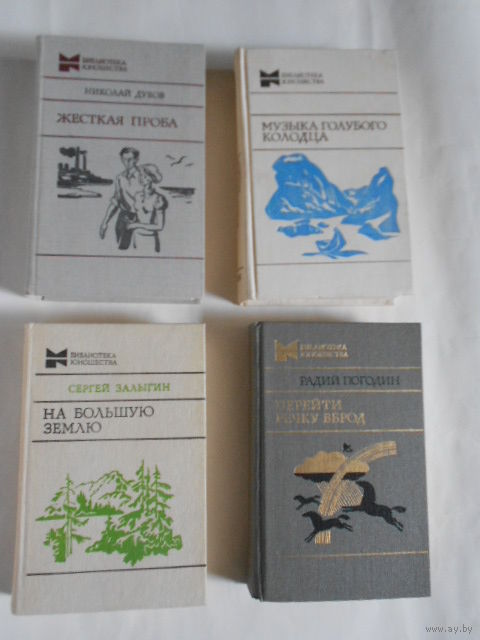 БИБЛИОТЕКА
ЮНОШЕСТВА
НИКОЛАЙ ДУБОВ
ЖЕСТКАЯ ПРОБА
БИБЛИОТЕКА
ЮНОШЕСТВА
МУЗЫКА ГОЛУБОГО
КОЛОДЦА
БИБЛИОТЕКА
ЮНОШЕСТВА
СЕРГЕЙ ЗАЛЫГИН
НА БОЛЬШУЮ
ЗЕМЛЮ
БИБЛИОТЕКА
ЮНОШЕСТВА
РАДИЙ ПОГОДИН
ПЕРЕЙТИ
РЕЧКУ ВБРОД
www.ay.by